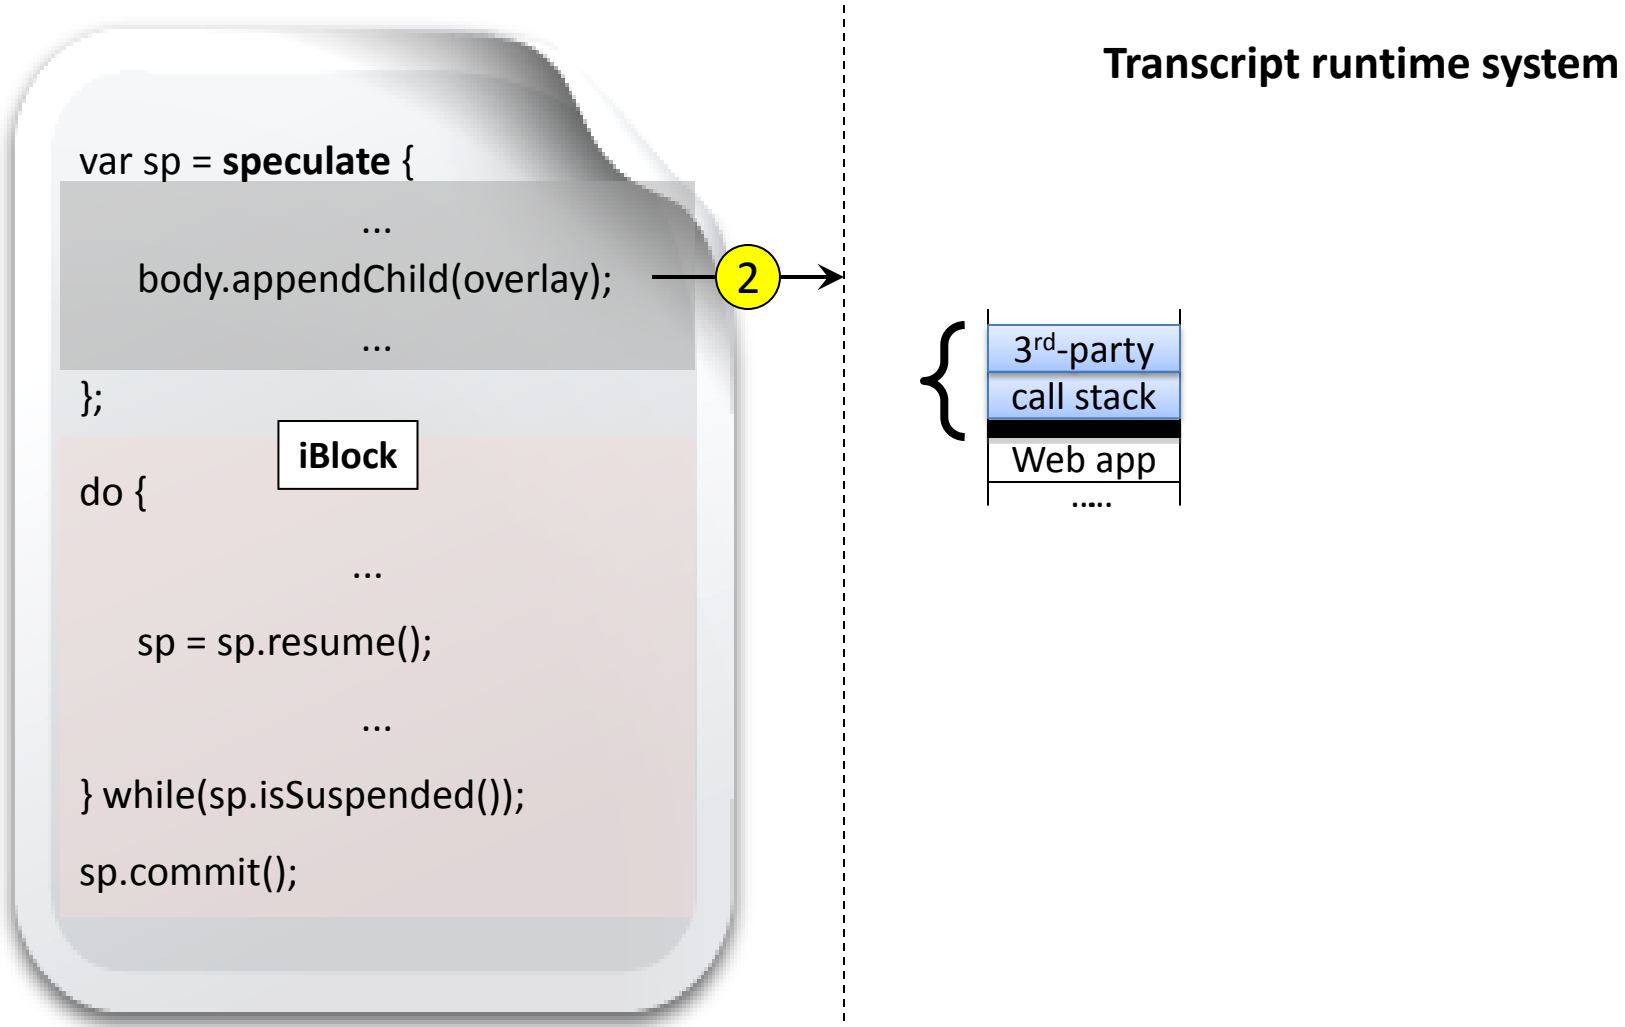 Transcript runtime system
var sp = speculate {
...
body.appendChild(overlay);
2
...
};
iBlock
do {
...
sp = sp.resume();
...
} while(sp.isSuspended());
sp.commit();
{
3rd-party
call stack
Web app
.....